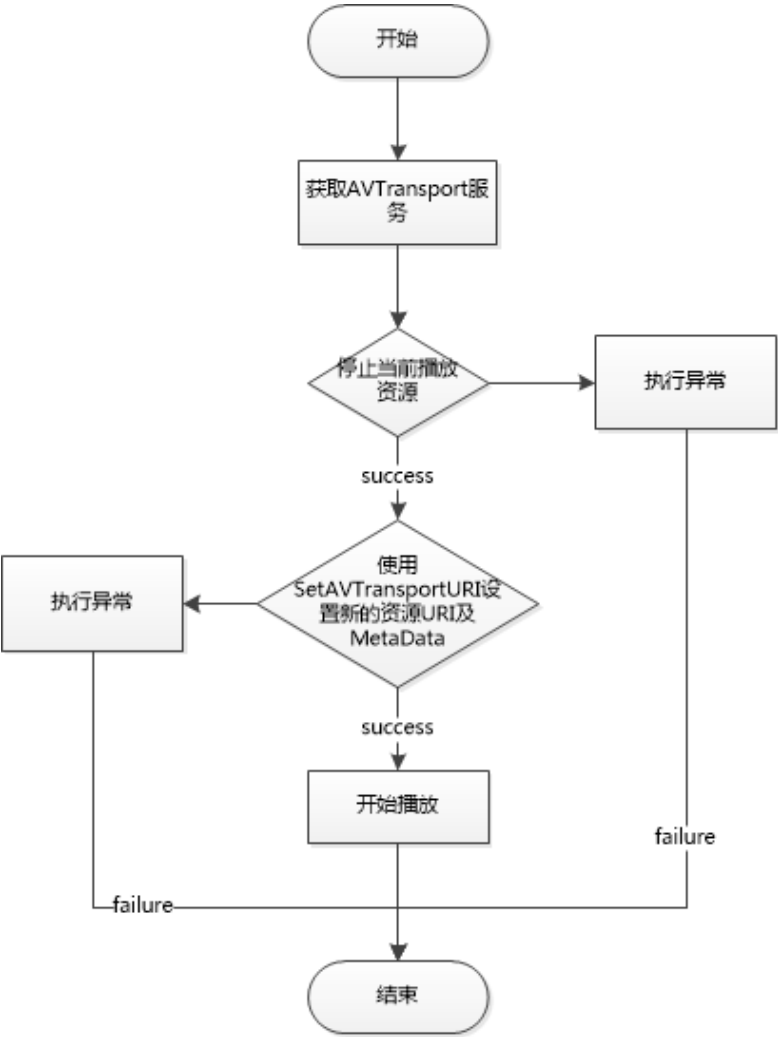 开始
获取AVTransport服
务
停止当前播放
资源
执行异常
success
使用
SetAVTransportURI设
置新的资源URI及
MetaData
执行异常
success
开始播放
failure
failure
结束